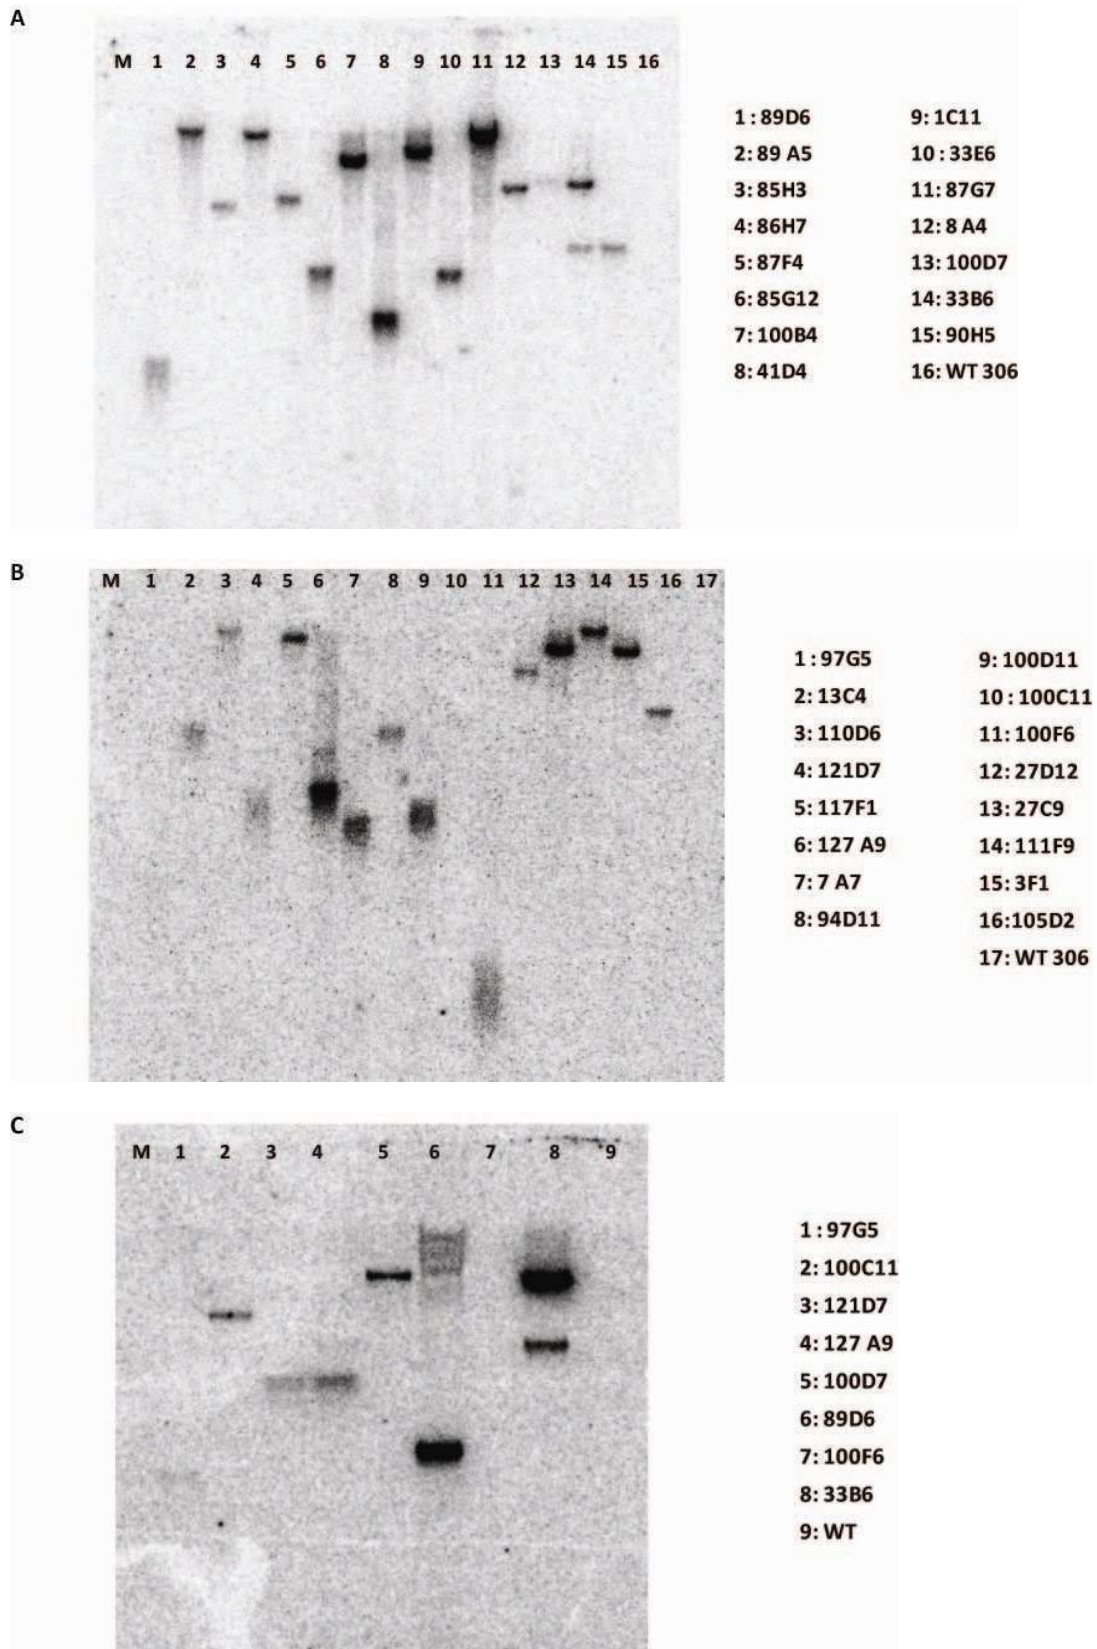 A
M 1 2 3 4 5 6 7 8 9 10 11 12 13 14 15 16
1 : 89D6 9: 1C11
2: 89 A5 10 : 33E6
3: 85H3 11: 87G7
4: 86H7 12: 8 A4
5: 87F4 13: 100D7
6: 85G12 14: 33B6
7: 100B4 15: 90H5
8: 41D4 16: WT 306
B
M 1 2 3 4 5 6 7 8 9 10 11 12 13 14 15 16 17
1 : 97G5 9: 100D11
2: 13C4 10 : 100C11
3: 110D6 11: 100F6
4: 121D7 12: 27D12
5: 117F1 13: 27C9
6: 127 A9 14: 111F9
7: 7 A7 15: 3F1
8: 94D11 16: 105D2
17: WT 306
C
M 1 2 3 4 5 6 7 8 9
1 : 97G5
2: 100C11
3: 121D7
4: 127 A9
5: 100D7
6: 89D6
7: 100F6
8: 33B6
9: WT